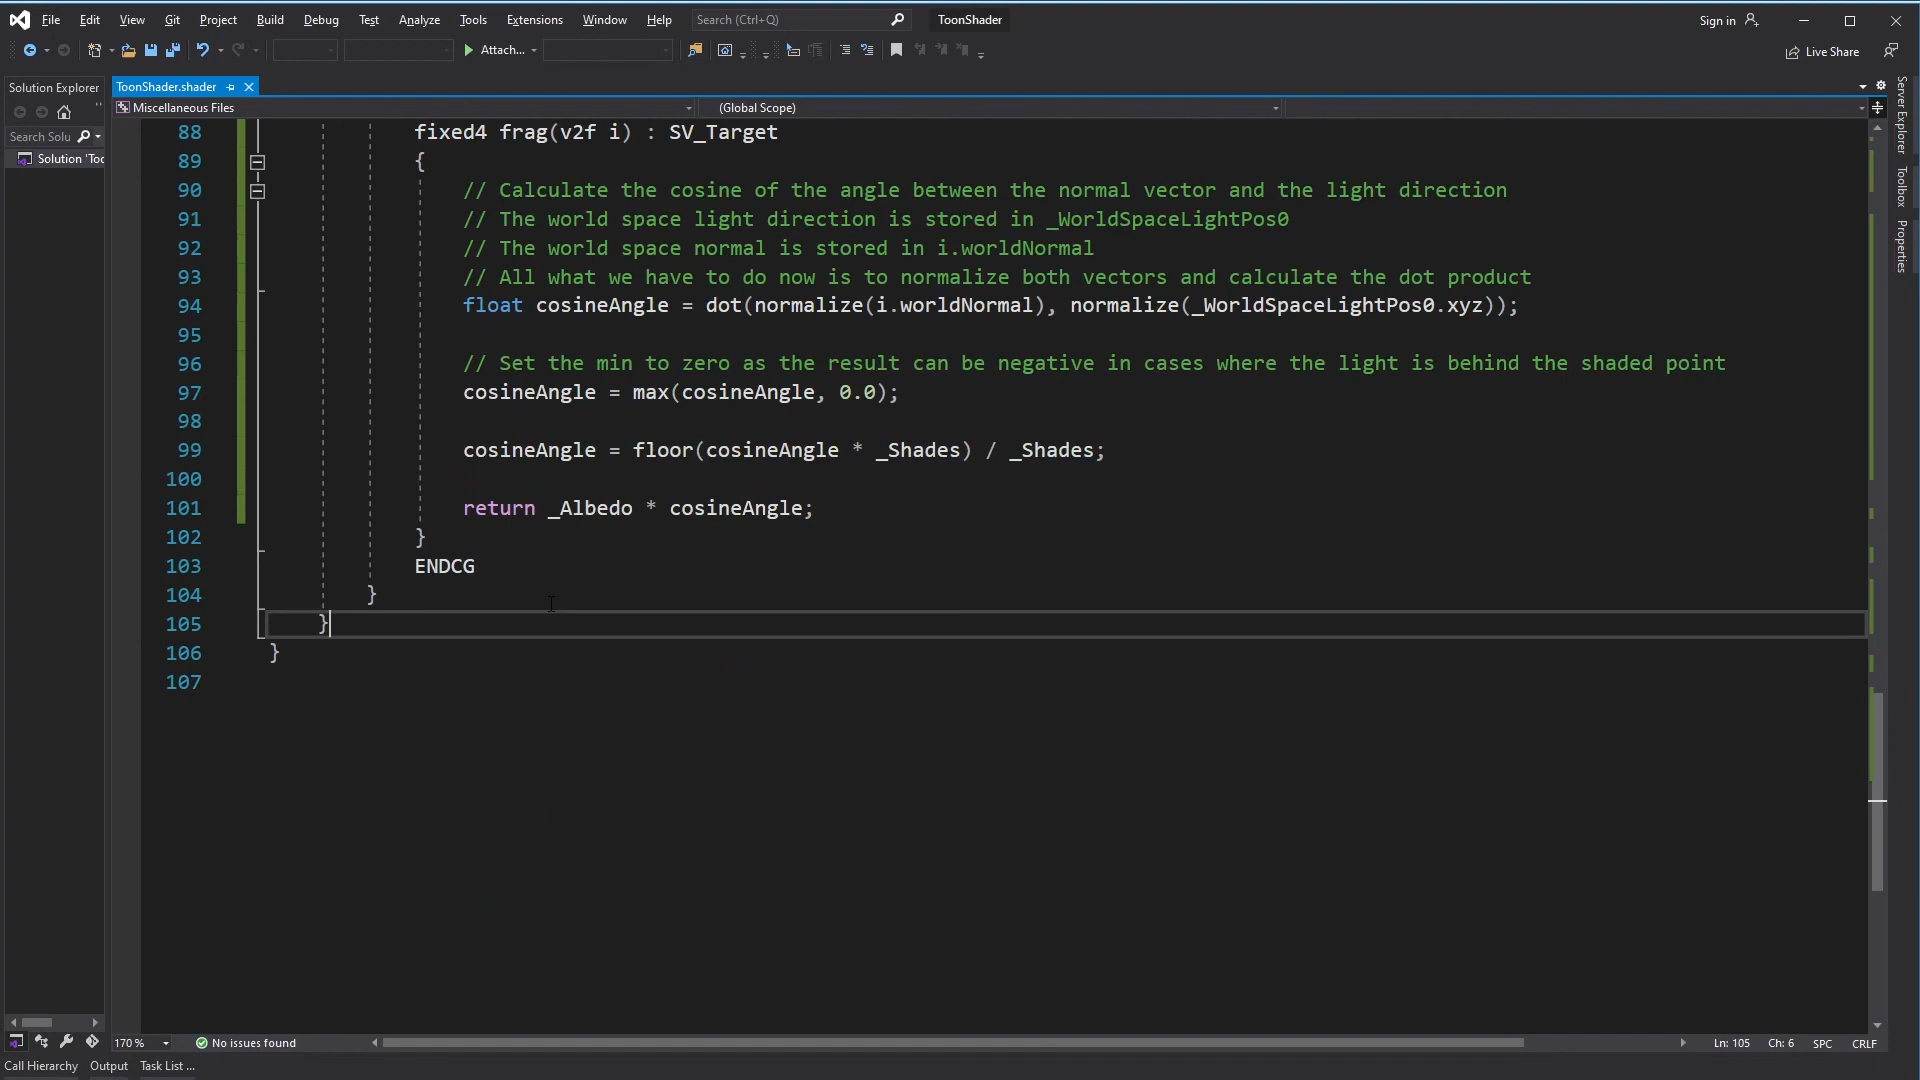 File Edit View Git Project Build Debug Test Analyze Tools Extensions Window Help Search (Ctrl+Q) ToonShader Sign in
Attach... Live Share
Solution Explorer ToonShader.shader
Miscellaneous Files (Global Scope)
Search Solu
Solution 'Too
Server Explorer
Toolbox
Properties
88 fixed4 frag(v2f i) : SV_Target
89 {
90 // Calculate the cosine of the angle between the normal vector and the light direction
91 // The world space light direction is stored in _WorldSpaceLightPos0
92 // The world space normal is stored in i.worldNormal
93 // All what we have to do now is to normalize both vectors and calculate the dot product
94 float cosineAngle = dot(normalize(i.worldNormal), normalize(_WorldSpaceLightPos0.xyz));
95
96 // Set the min to zero as the result can be negative in cases where the light is behind the shaded point
97 cosineAngle = max(cosineAngle, 0.0);
98
99 cosineAngle = floor(cosineAngle * _Shades) / _Shades;
100
101 return _Albedo * cosineAngle;
102 }
103 ENDCG
104 }
105 }
106 }
107
170 % No issues found Ln: 105 Ch: 6 SPC CRLF
Call Hierarchy Output Task List ...